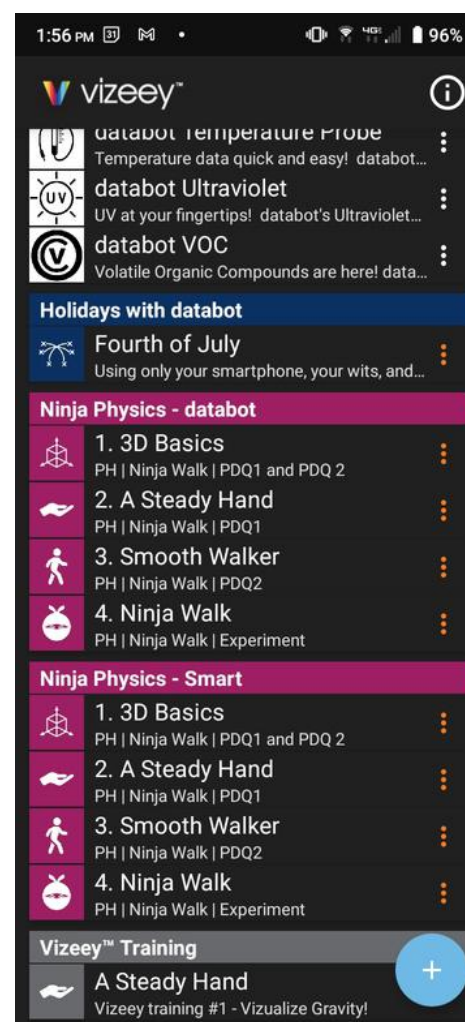 1:56 PM 31 4GE 96%
vizeey™
databot Temperature Probe
Temperature data quick and easy! databot...
UV
databot Ultraviolet
UV at your fingertips! databot's Ultraviolet...
databot VOC
Volatile Organic Compounds are here! data...
Holidays with databot
Fourth of July
Using only your smartphone, your wits, and...
Ninja Physics - databot
1. 3D Basics
PH | Ninja Walk | PDQ1 and PDQ 2
2. A Steady Hand
PH | Ninja Walk | PDQ1
3. Smooth Walker
PH | Ninja Walk | PDQ2
4. Ninja Walk
PH | Ninja Walk | Experiment
Ninja Physics - Smart
1. 3D Basics
PH | Ninja Walk | PDQ1 and PDQ 2
2. A Steady Hand
PH | Ninja Walk | PDQ1
3. Smooth Walker
PH | Ninja Walk | PDQ2
4. Ninja Walk
PH | Ninja Walk | Experiment
Vizeey™ Training
A Steady Hand
Vizeey training #1 - Vizualize Gravity!